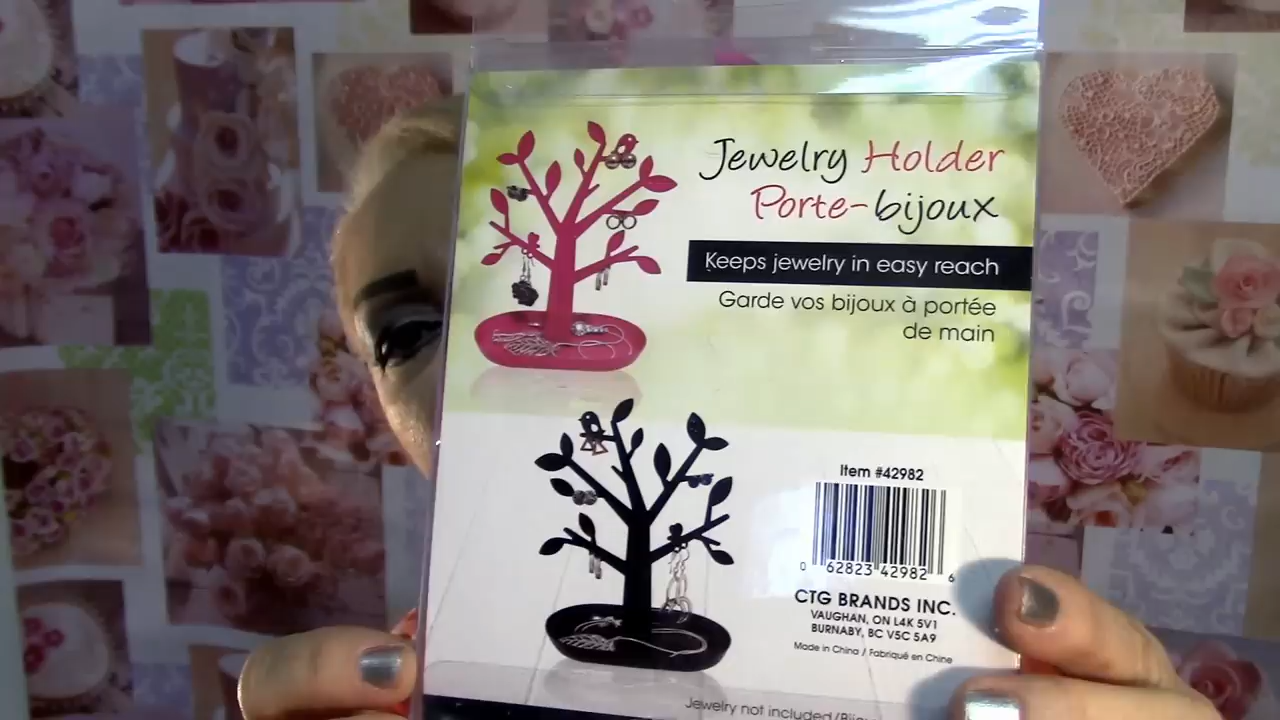 Jewelry Holder
Porte-bijoux
Keeps jewelry in easy reach
Garde vos bijoux à portée
de main
Item #42982
0 62823 42982 6
CTG BRANDS INC.
VAUGHAN, ON L4K 5V1
BURNABY, BC V5C 5A9
Made in China / Fabriqué en Chine
Jewelry not included/